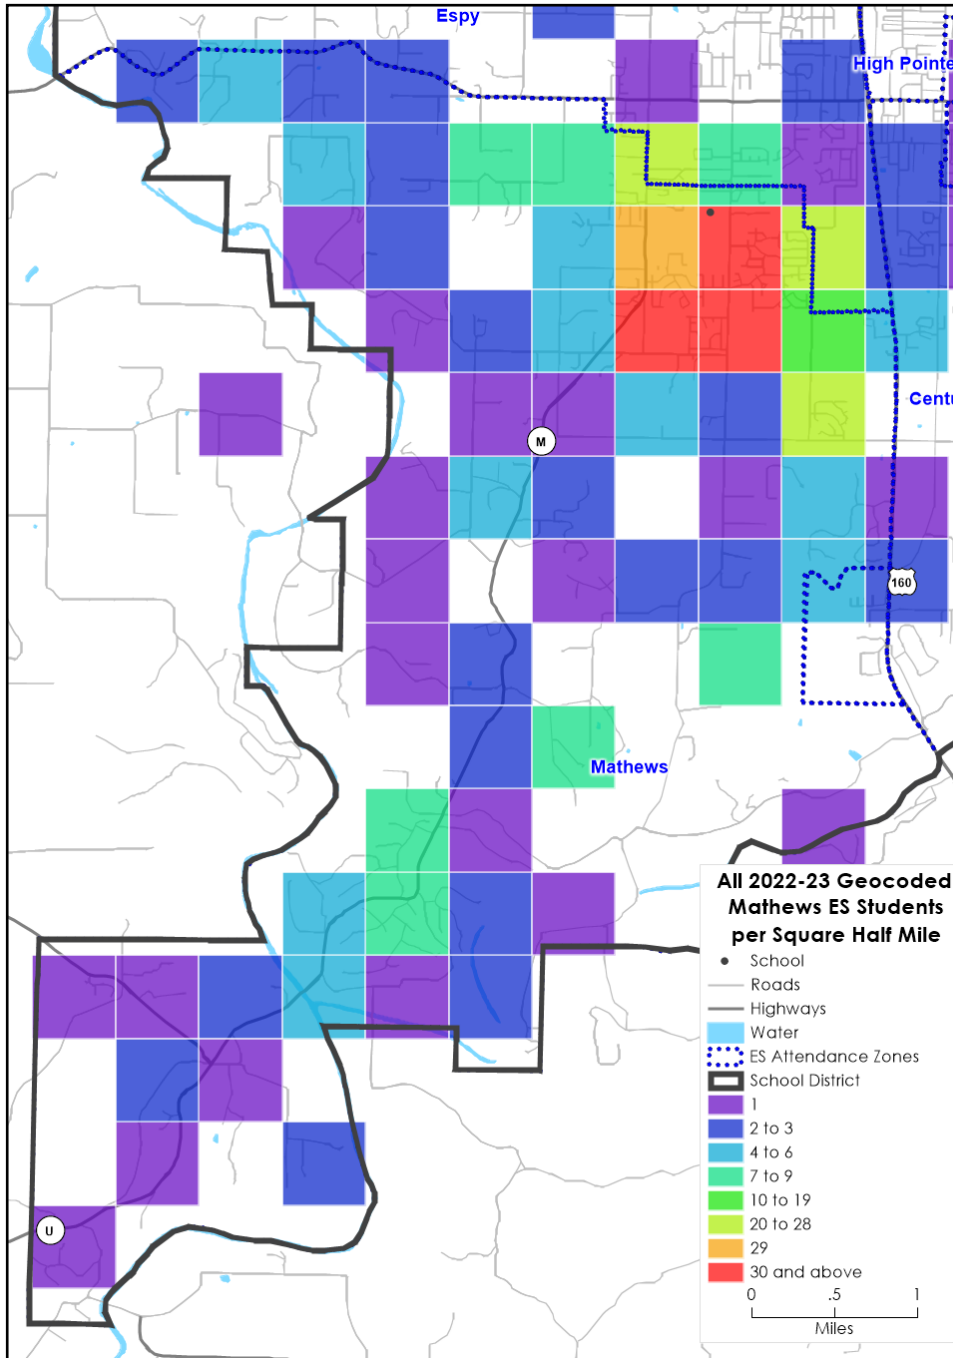 Espy
High Pointe
Centu
M
160
Mathews
U
All 2022-23 Geocoded
Mathews ES Students
per Square Half Mile
School
Roads
Highways
Water
ES Attendance Zones
School District
1
2 to 3
4 to 6
7 to 9
10 to 19
20 to 28
29
30 and above
0 .5 1
Miles